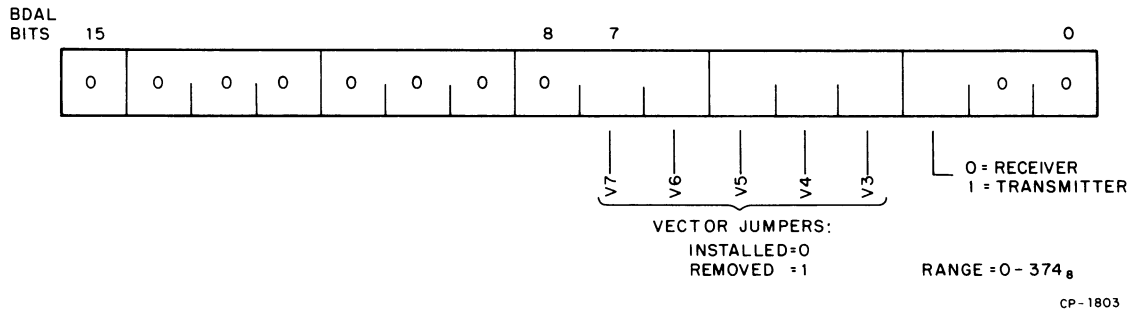 BDAL
BITS 15 8 7 0
0 0 0 0 0 0 0 0 0 0
V7 V6 V5 V4 V3
0 = RECEIVER
1 = TRANSMITTER
VECTOR JUMPERS:
INSTALLED=0
REMOVED =1 RANGE = 0-374₈
CP-1803